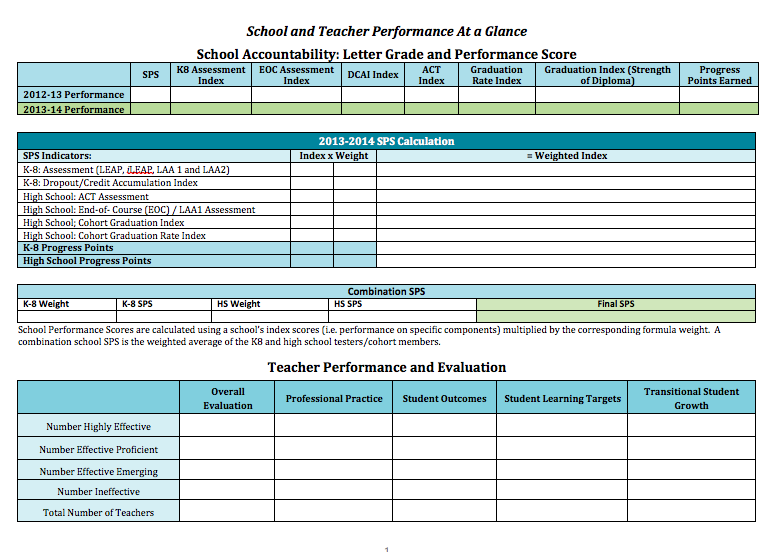 School and Teacher Performance At a Glance
School Accountability: Letter Grade and Performance Score
SPS K8 Assessment Index EOC Assessment Index DCAI Index ACT Index Graduation Rate Index Graduation Index (Strength of Diploma) Progress Points Earned
2012-13 Performance
2013-14 Performance
2013-2014 SPS Calculation
SPS Indicators: Index x Weight = Weighted Index
K-8: Assessment (LEAP, iLEAP, LAA 1 and LAA2)
K-8: Dropout/Credit Accumulation Index
High School: ACT Assessment
High School: End-of- Course (EOC) / LAA1 Assessment
High School; Cohort Graduation Index
High School: Cohort Graduation Rate Index
K-8 Progress Points
High School Progress Points
Combination SPS
K-8 Weight K-8 SPS HS Weight HS SPS Final SPS
School Performance Scores are calculated using a school's index scores (i.e. performance on specific components) multiplied by the corresponding formula weight. A
combination school SPS is the weighted average of the K8 and high school testers/cohort members.
Teacher Performance and Evaluation
Overall Evaluation Professional Practice Student Outcomes Student Learning Targets Transitional Student Growth
Number Highly Effective
Number Effective Proficient
Number Effective Emerging
Number Ineffective
Total Number of Teachers
1